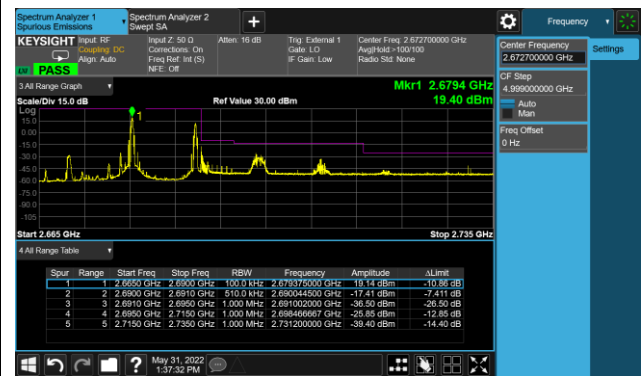 Spectrum Analyzer 1
Spurious Emissions
Spectrum Analyzer 2
Swept SA
Frequency
KEYSIGHT
Input: RF
Coupling: DC
Align: Auto
Input Z: 50 Ω
Corrections: On
Freq Ref: Int (S)
NFE: Off
Atten: 16 dB
Trig: External 1
Gate: LO
IF Gain: Low
Center Freq: 2.672700000 GHz
Avg|Hold:>100/100
Radio Std: None
PASS
Center Frequency
2.672700000 GHz
Settings
CF Step
4.999000000 GHz
Auto
Man
Freq Offset
0 Hz
3 All Range Graph
Mkr1 2.6794 GHz
Scale/Div 15.0 dB
Ref Value 30.00 dBm
19.40 dBm
Log
1
15.0
0.00
-15.0
-30.0
-45.0
-60.0
-75.0
-90.0
-105
Start 2.665 GHz
Stop 2.735 GHz
4 All Range Table
Spur Range Start Freq Stop Freq RBW Frequency Amplitude ΔLimit
1 1 2.6650 GHz 2.6900 GHz 100.0 kHz 2.679375000 GHz 19.14 dBm -10.86 dB
2 2 2.6900 GHz 2.6910 GHz 510.0 kHz 2.690044500 GHz -17.41 dBm -7.411 dB
3 3 2.6910 GHz 2.6950 GHz 1.000 MHz 2.691002000 GHz -36.50 dBm -26.50 dB
4 4 2.6950 GHz 2.7150 GHz 1.000 MHz 2.698466667 GHz -25.85 dBm -12.85 dB
5 5 2.7150 GHz 2.7350 GHz 1.000 MHz 2.731200000 GHz -39.40 dBm -14.40 dB
May 31, 2022
1:37:32 PM